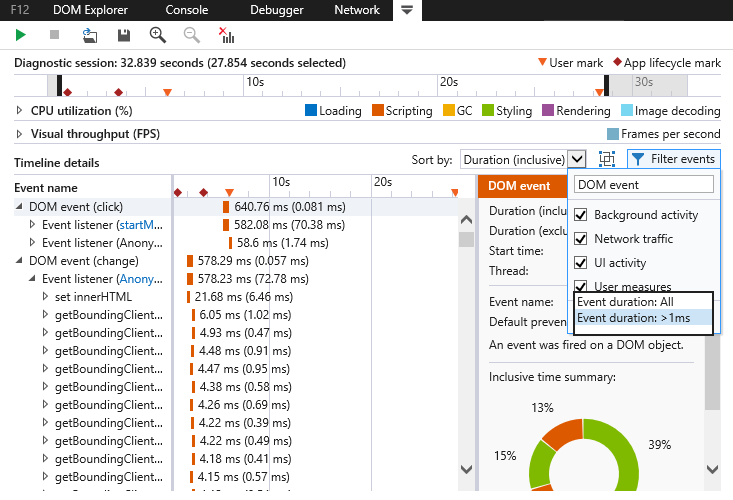 F12 DOM Explorer Console Debugger Network
Diagnostic session: 32.839 seconds (27.854 seconds selected) User mark App lifecycle mark
10s 20s 30s
CPU utilization (%) Loading Scripting GC Styling Rendering Image decoding
Visual throughput (FPS) Frames per second
Timeline details Sort by: Duration (inclusive) Filter events
Event name 10s 20s
DOM event (click) 640.76 ms (0.081 ms)
Event listener (startM... 582.08 ms (70.38 ms)
Event listener (Anony... 58.6 ms (1.74 ms)
DOM event (change) 578.29 ms (0.057 ms)
Event listener (Anony... 578.23 ms (72.78 ms)
set innerHTML 21.68 ms (6.46 ms)
getBoundingClien... 6.05 ms (1.02 ms)
getBoundingClien... 4.93 ms (0.47 ms)
getBoundingClien... 4.48 ms (0.91 ms)
getBoundingClien... 4.47 ms (0.95 ms)
getBoundingClien... 4.38 ms (0.58 ms)
getBoundingClien... 4.26 ms (0.69 ms)
getBoundingClien... 4.22 ms (0.39 ms)
getBoundingClien... 4.22 ms (0.49 ms)
getBoundingClien... 4.18 ms (0.41 ms)
getBoundingClien... 4.15 ms (0.57 ms)
DOM event
Duration (inclu
Duration (exclu
Start time:
Thread:
Event name:
Default preven
An event was fired on a DOM object.
Inclusive time summary:
13%
15% 39%
DOM event
Background activity
Network traffic
UI activity
User measures
Event duration: All
Event duration: >1ms